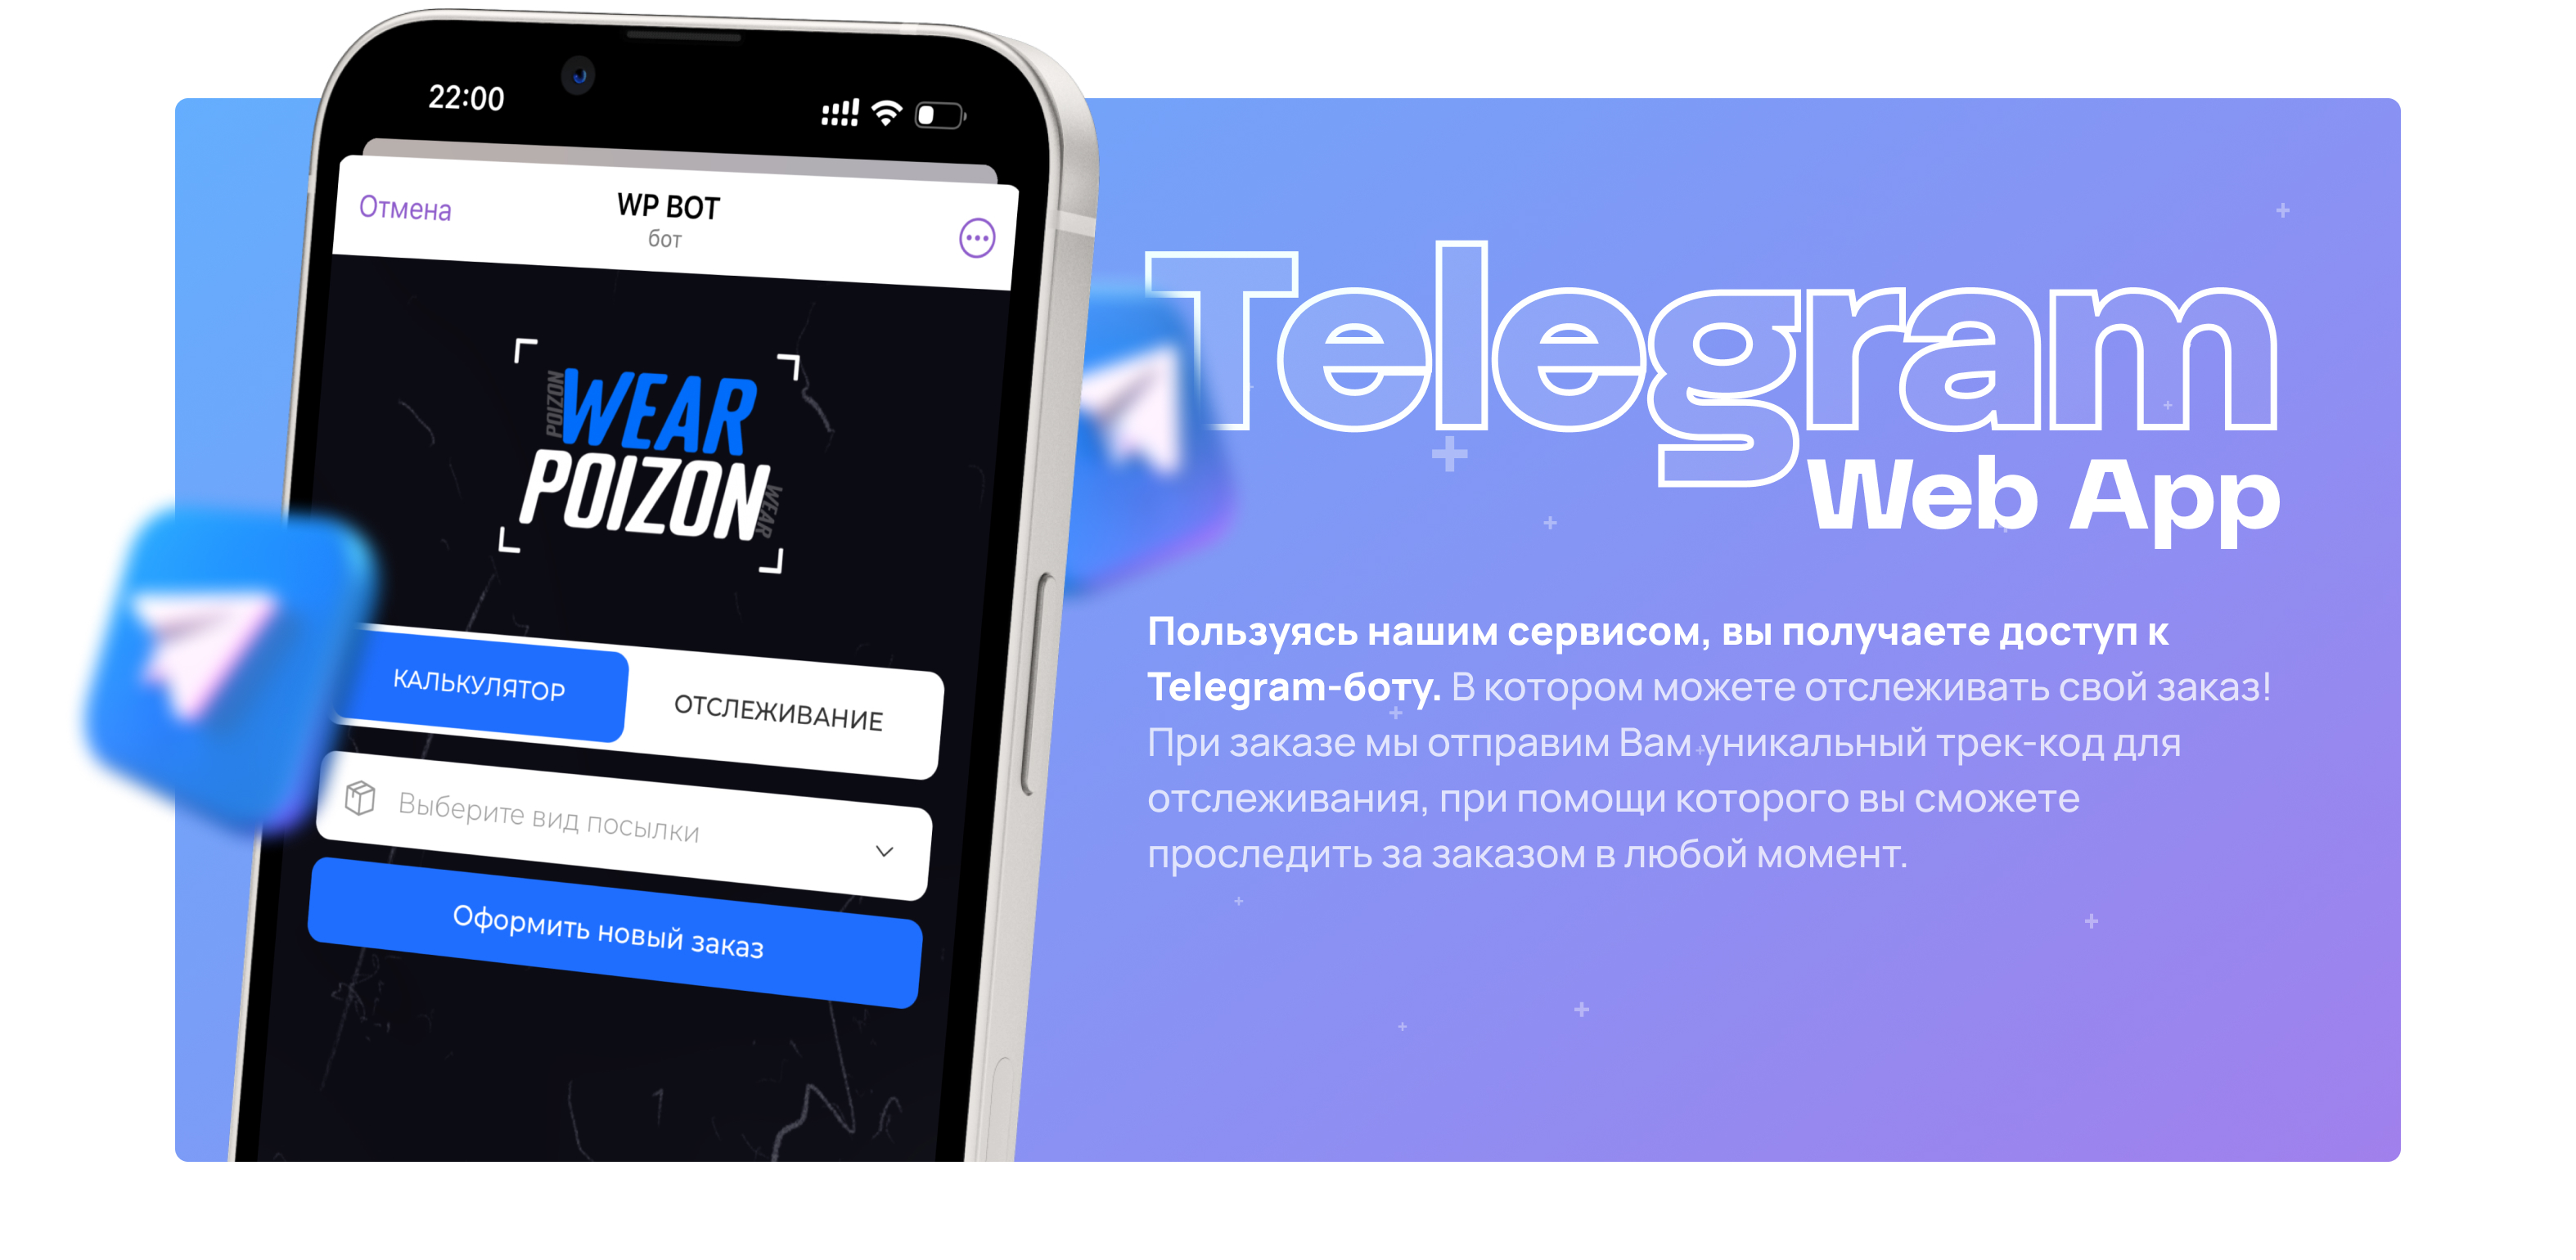 22:00
Отмена
WP BOT
бот
POIZON
WEAR
POIZON
WEAR
КАЛЬКУЛЯТОР
ОТСЛЕЖИВАНИЕ
Выберите вид посылки
Оформить новый заказ
Telegram
Web App
Пользуясь нашим сервисом, вы получаете доступ к
Telegram-боту. В котором можете отслеживать свой заказ!
При заказе мы отправим Вам уникальный трек-код для
отслеживания, при помощи которого вы сможете
проследить за заказом в любой момент.